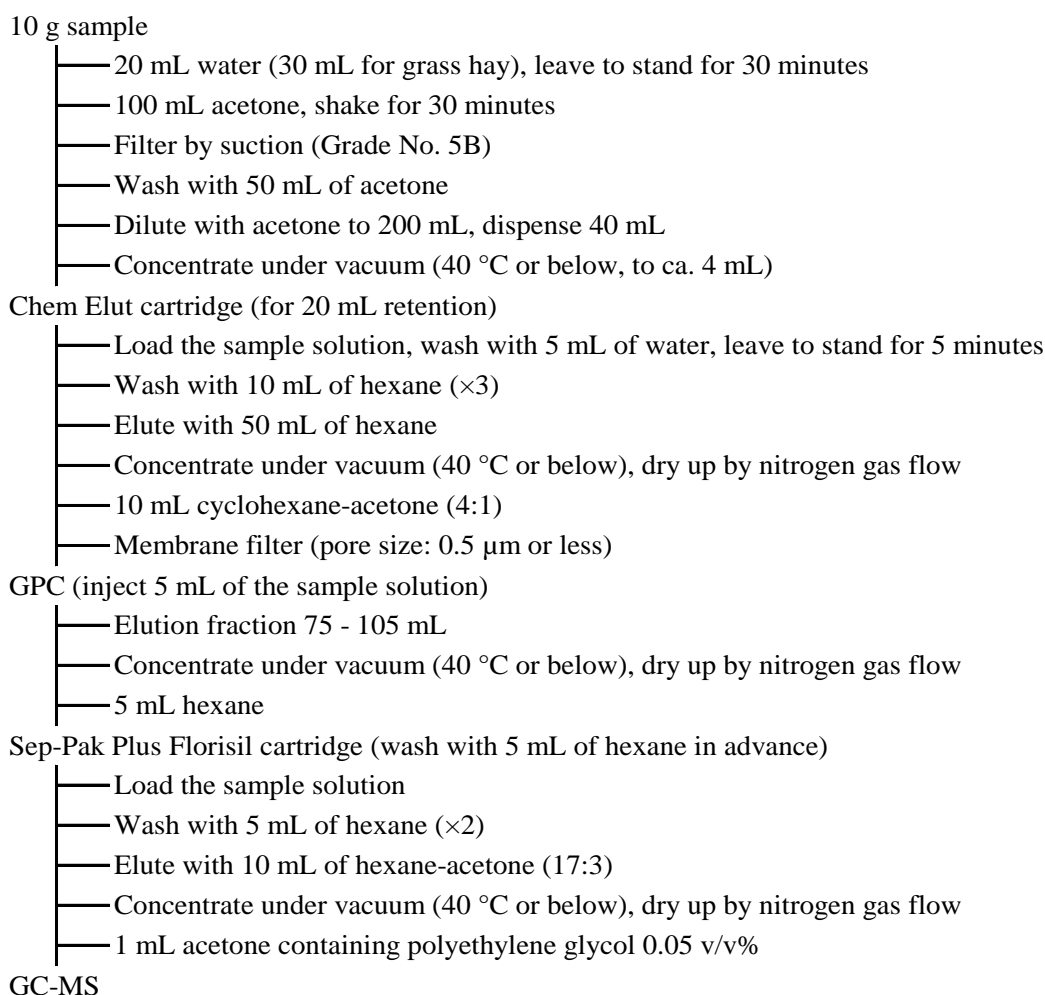 10 g sample
20 mL water (30 mL for grass hay), leave to stand for 30 minutes
100 mL acetone, shake for 30 minutes
Filter by suction (Grade No. 5B)
Wash with 50 mL of acetone
Dilute with acetone to 200 mL, dispense 40 mL
Concentrate under vacuum (40 °C or below, to ca. 4 mL)
Chem Elut cartridge (for 20 mL retention)
Load the sample solution, wash with 5 mL of water, leave to stand for 5 minutes
Wash with 10 mL of hexane (×3)
Elute with 50 mL of hexane
Concentrate under vacuum (40 °C or below), dry up by nitrogen gas flow
10 mL cyclohexane-acetone (4:1)
Membrane filter (pore size: 0.5 µm or less)
GPC (inject 5 mL of the sample solution)
Elution fraction 75 - 105 mL
Concentrate under vacuum (40 °C or below), dry up by nitrogen gas flow
5 mL hexane
Sep-Pak Plus Florisil cartridge (wash with 5 mL of hexane in advance)
Load the sample solution
Wash with 5 mL of hexane (×2)
Elute with 10 mL of hexane-acetone (17:3)
Concentrate under vacuum (40 °C or below), dry up by nitrogen gas flow
1 mL acetone containing polyethylene glycol 0.05 v/v%
GC-MS